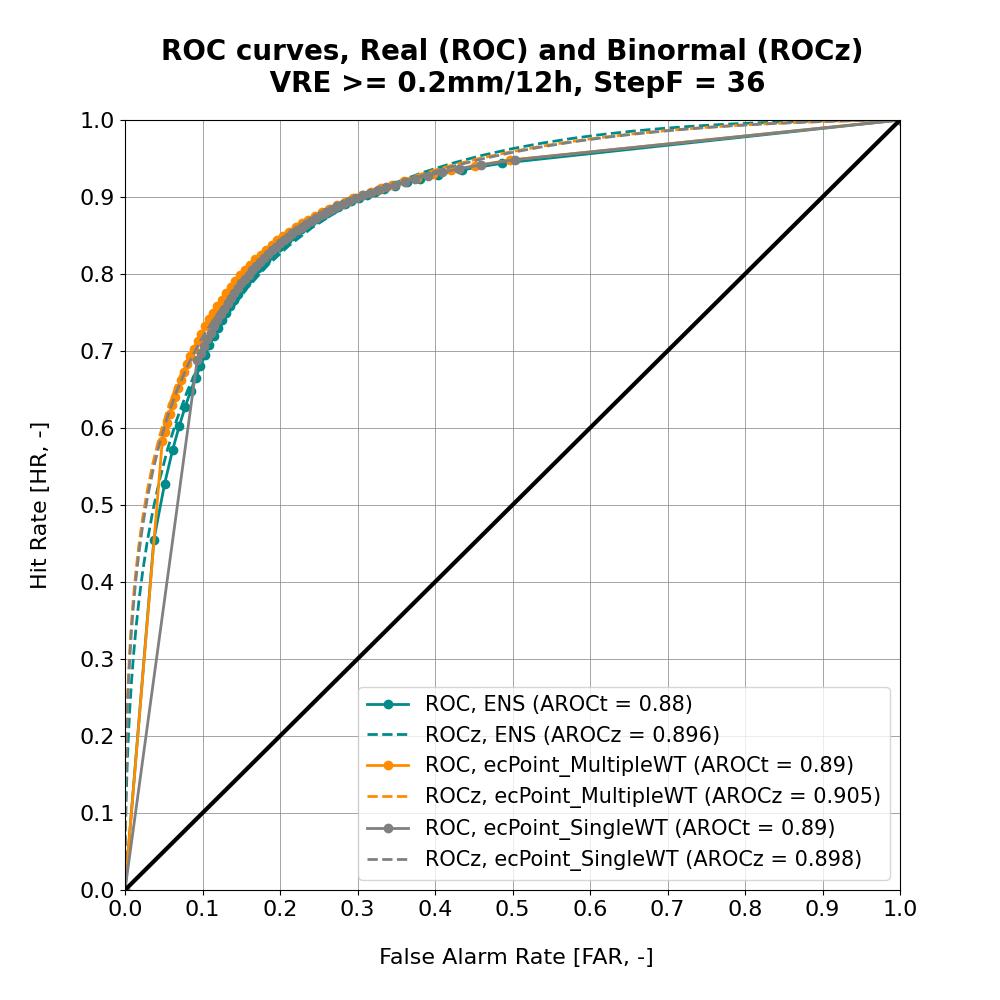 ROC curves, Real (ROC) and Binormal (ROCz)
VRE >= 0.2mm/12h, StepF = 36
1.0
0.9
0.8
0.7
0.6
0.5
0.4
0.3
0.2
0.1
0.0
Hit Rate [HR, -]
ROC, ENS (AROCt = 0.88)
ROCz, ENS (AROCz = 0.896)
ROC, ecPoint_MultipleWT (AROCt = 0.89)
ROCz, ecPoint_MultipleWT (AROCz = 0.905)
ROC, ecPoint_SingleWT (AROCt = 0.89)
ROCz, ecPoint_SingleWT (AROCz = 0.898)
0.0 0.1 0.2 0.3 0.4 0.5 0.6 0.7 0.8 0.9 1.0
False Alarm Rate [FAR, -]